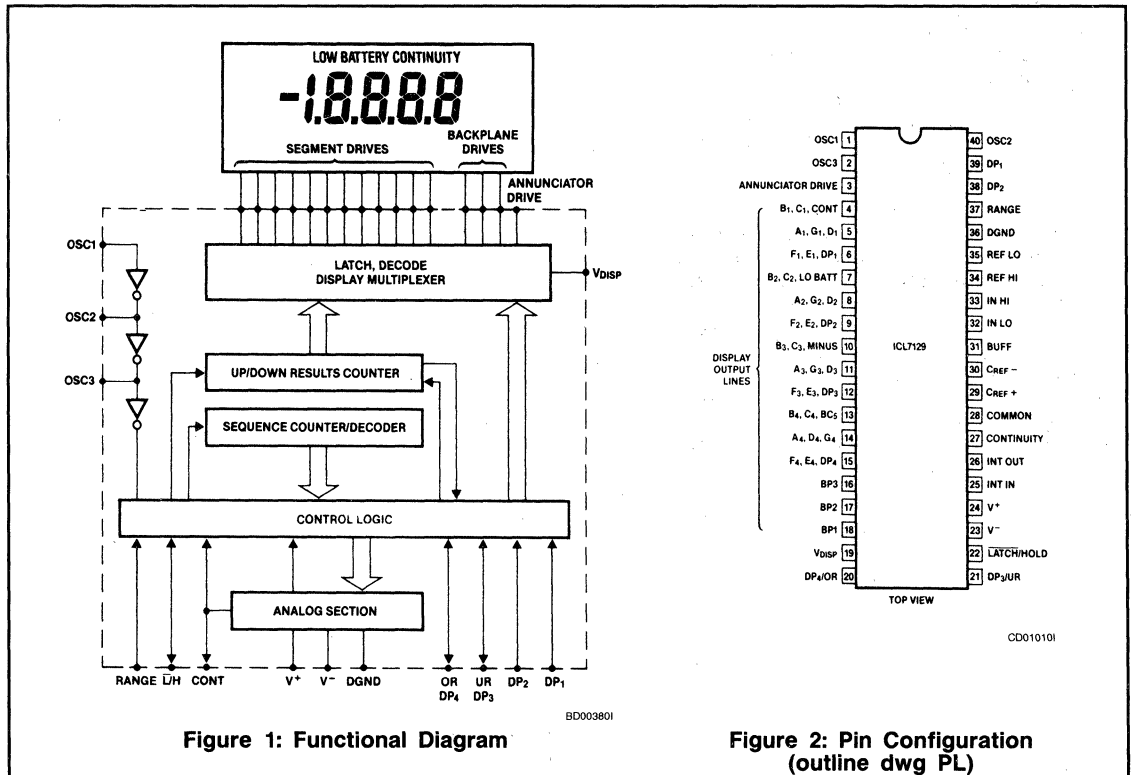 LOW BATTERY CONTINUITY
-1.8.8.8.8
SEGMENT DRIVES
BACKPLANE
DRIVES
ANNUNCIATOR
DRIVE
OSC1
OSC2
OSC3
LATCH, DECODE
DISPLAY MULTIPLEXER
VDISP
UP/DOWN RESULTS COUNTER
SEQUENCE COUNTER/DECODER
CONTROL LOGIC
ANALOG SECTION
RANGE L̅/H CONT V+ V− DGND OR UR DP2 DP1
DP4 DP3
BD00380I
Figure 1: Functional Diagram
OSC1 1
OSC3 2
ANNUNCIATOR DRIVE 3
B1, C1, CONT 4
A1, G1, D1 5
F1, E1, DP1 6
B2, C2, LO BATT 7
A2, G2, D2 8
F2, E2, DP2 9
B3, C3, MINUS 10
A3, G3, D3 11
F3, E3, DP3 12
B4, C4, BC5 13
A4, D4, G4 14
F4, E4, DP4 15
BP3 16
BP2 17
BP1 18
VDISP 19
DP4/OR 20
DISPLAY
OUTPUT
LINES
ICL7129
40 OSC2
39 DP1
38 DP2
37 RANGE
36 DGND
35 REF LO
34 REF HI
33 IN HI
32 IN LO
31 BUFF
30 CREF −
29 CREF +
28 COMMON
27 CONTINUITY
26 INT OUT
25 INT IN
24 V+
23 V−
22 L̅A̅T̅C̅H̅/HOLD
21 DP3/UR
TOP VIEW
CD01010I
Figure 2: Pin Configuration
(outline dwg PL)